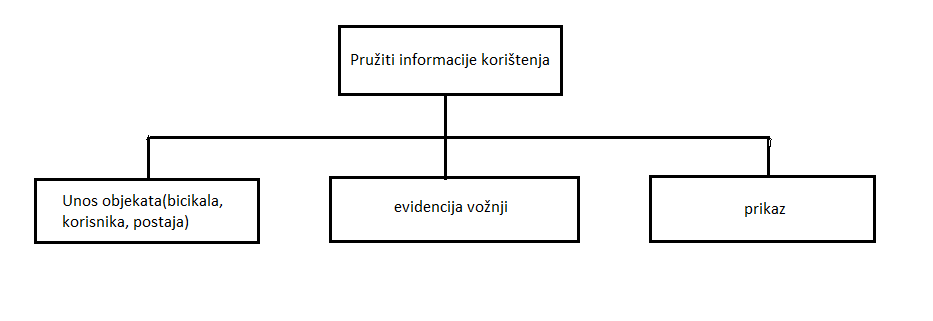 Pružiti informacije korištenja
Unos objekata(bicikala,
korisnika, postaja)
evidencija vožnji
prikaz